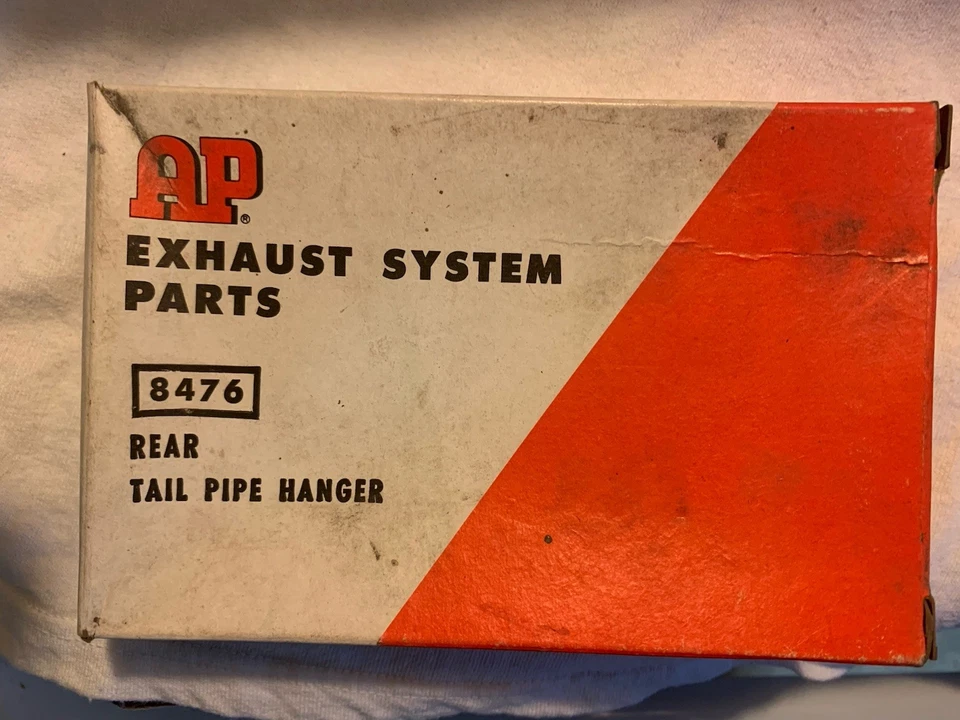 AP®
EXHAUST SYSTEM
PARTS
8476
REAR
TAIL PIPE HANGER